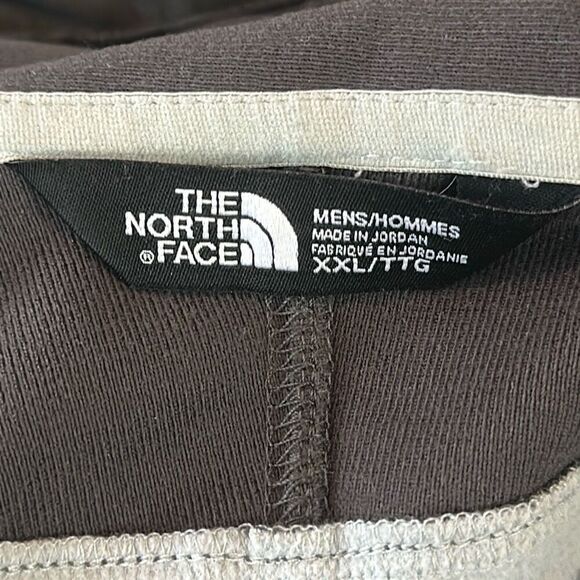 THE
NORTH
® FACE
MENS/HOMMES
MADE IN JORDAN
FABRIQUÉ EN JORDANIE
XXL/TTG